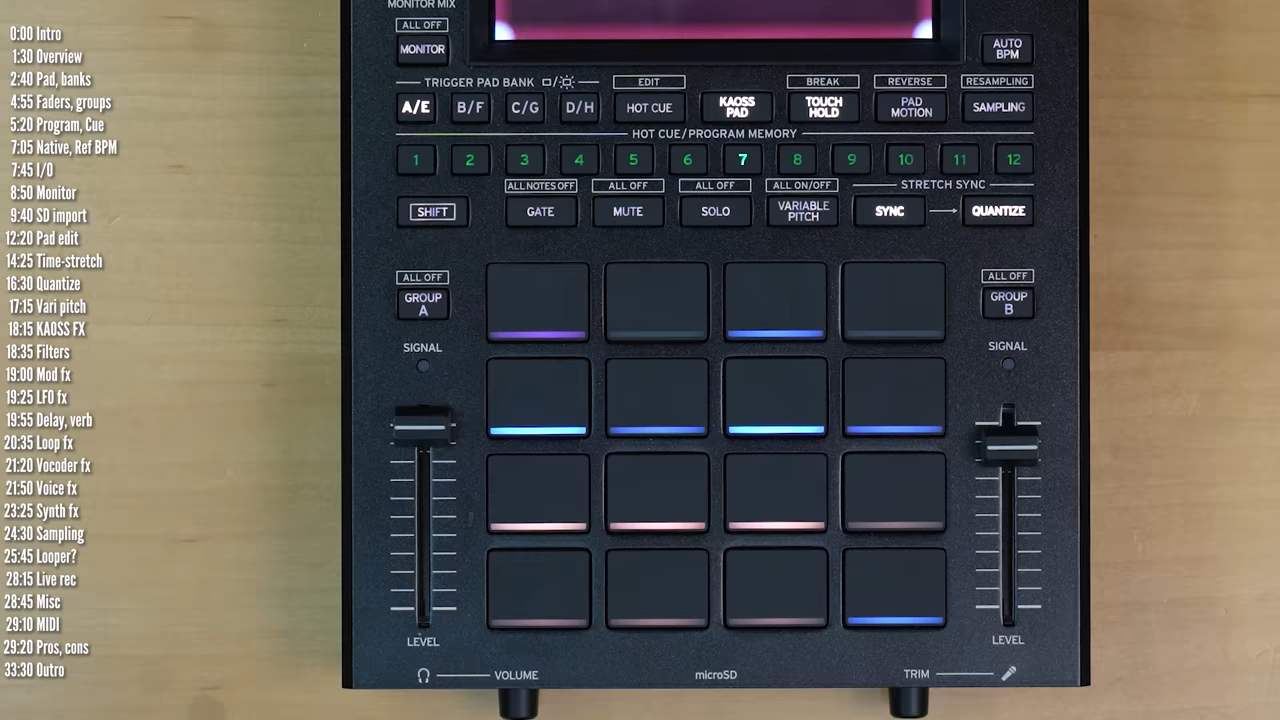 0:00 Intro
1:30 Overview
2:40 Pad, banks
4:55 Faders, groups
5:20 Program, Cue
7:05 Native, Ref BPM
7:45 I/O
8:50 Monitor
9:40 SD import
12:20 Pad edit
14:25 Time-stretch
16:30 Quantize
17:15 Vari pitch
18:15 KAOSS FX
18:35 Filters
19:00 Mod fx
19:25 LFO fx
19:55 Delay, verb
20:35 Loop fx
21:20 Vocoder fx
21:50 Voice fx
23:25 Synth fx
24:30 Sampling
25:45 Looper?
28:15 Live rec
28:45 Misc
29:10 MIDI
29:20 Pros, cons
33:30 Outro
MONITOR MIX
ALL OFF
MONITOR
AUTO BPM
TRIGGER PAD BANK
EDIT
BREAK
REVERSE
RESAMPLING
A/E B/F C/G D/H HOT CUE KAOSS PAD TOUCH HOLD PAD MOTION SAMPLING
HOT CUE/PROGRAM MEMORY
1 2 3 4 5 6 7 8 9 10 11 12
ALL NOTES OFF ALL OFF ALL OFF ALL ON/OFF STRETCH SYNC
SHIFT GATE MUTE SOLO VARIABLE PITCH SYNC QUANTIZE
ALL OFF
GROUP A
SIGNAL
LEVEL
ALL OFF
GROUP B
SIGNAL
LEVEL
VOLUME microSD TRIM